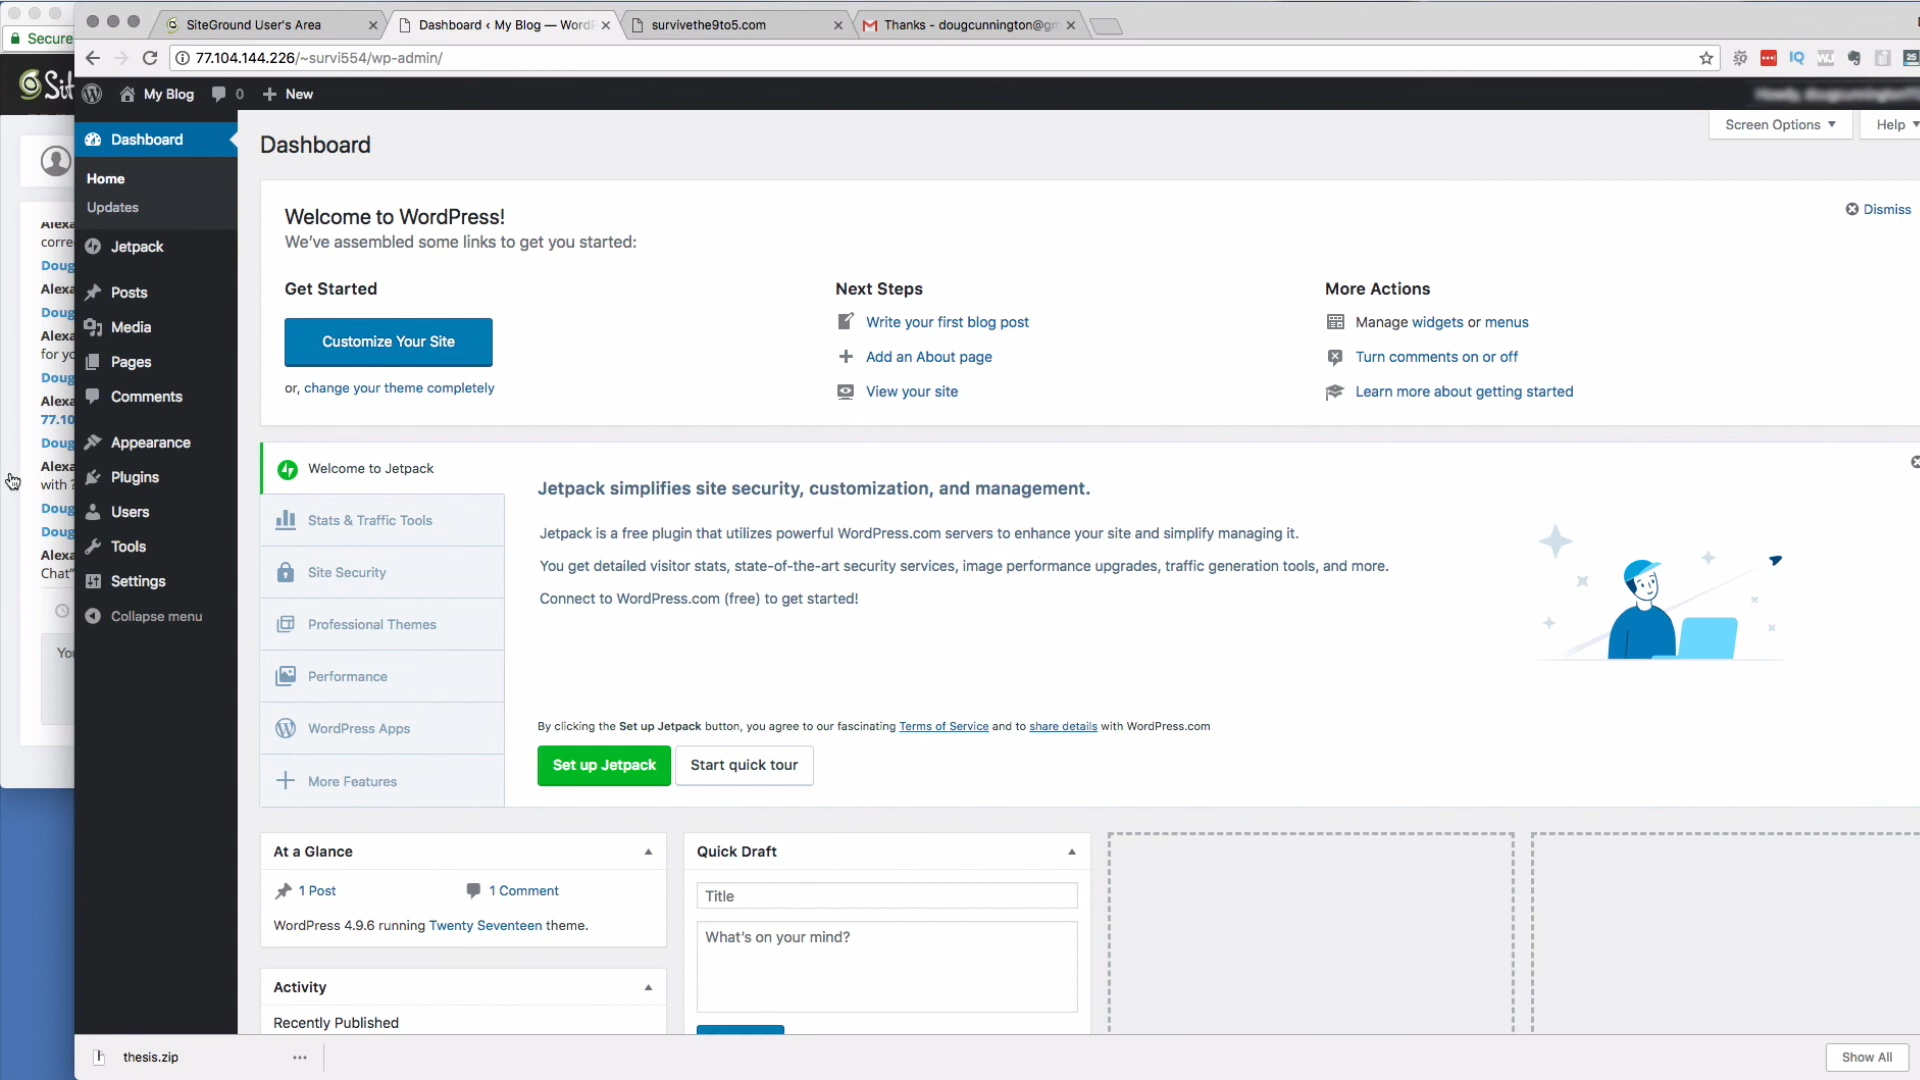 SiteGround User's Area
Dashboard ‹ My Blog — WordP
survivethe9to5.com
Thanks - dougcunnington@gm
Secure
77.104.144.226/~survi554/wp-admin/
IQ
25
Sit
My Blog
0
New
Screen Options
Help
Dashboard
Home
Updates
Jetpack
Posts
Media
Pages
Comments
Appearance
Plugins
Users
Tools
Settings
Collapse menu
Alexa
corre
Doug
Alexa
Doug
Alexa
for yo
Doug
Alexa
77.10
Doug
Alexa
with ?
Doug
Doug
Alexa
Chat"
You
Dashboard
Welcome to WordPress!
Dismiss
We've assembled some links to get you started:
Get Started
Customize Your Site
or, change your theme completely
Next Steps
Write your first blog post
Add an About page
View your site
More Actions
Manage widgets or menus
Turn comments on or off
Learn more about getting started
Welcome to Jetpack
Stats & Traffic Tools
Site Security
Professional Themes
Performance
WordPress Apps
More Features
Jetpack simplifies site security, customization, and management.
Jetpack is a free plugin that utilizes powerful WordPress.com servers to enhance your site and simplify managing it.
You get detailed visitor stats, state-of-the-art security services, image performance upgrades, traffic generation tools, and more.
Connect to WordPress.com (free) to get started!
By clicking the Set up Jetpack button, you agree to our fascinating Terms of Service and to share details with WordPress.com
Set up Jetpack
Start quick tour
At a Glance
1 Post
1 Comment
WordPress 4.9.6 running Twenty Seventeen theme.
Activity
Recently Published
Quick Draft
Title
What's on your mind?
thesis.zip
Show All